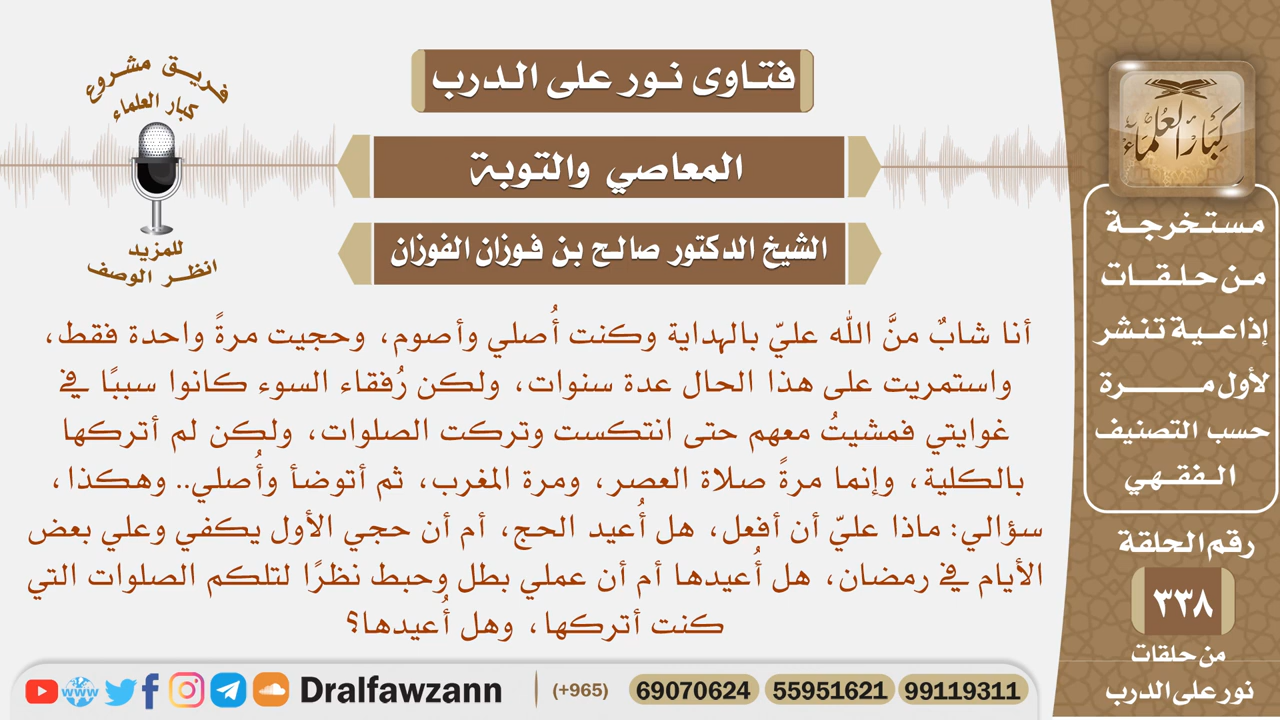 فتاوى نور على الدرب
المعاصي والتوبة
الشيخ الدكتور صالح بن فوزان الفوزان
فريق مشروع
كبار العلماء
للمزيد
انظر الوصف
كِبَارُ العُلَمَاءِ
مستخرجة
من حلقات
إذاعية تنشر
لأول مرة
حسب التصنيف
الفقهي
رقم الحلقة
٣٣٨
من حلقات
نور على الدرب
أنا شابٌ منَّ الله عليّ بالهداية وكنت أُصلي وأصوم، وحجيت مرةً واحدة فقط،
واستمريت على هذا الحال عدة سنوات، ولكن رُفقاء السوء كانوا سببًا في
غوايتي فمشيتُ معهم حتى انتكست وتركت الصلوات، ولكن لم أتركها
بالكلية، وإنما مرةً صلاة العصر، ومرة المغرب، ثم أتوضأ وأُصلي.. وهكذا،
سؤالي: ماذا عليّ أن أفعل، هل أُعيد الحج، أم أن حجي الأول يكفي وعلي بعض
الأيام في رمضان، هل أُعيدها أم أن عملي بطل وحبط نظرًا لتلكم الصلوات التي
كنت أتركها، وهل أُعيدها؟
www Dralfawzann (+965) 69070624 55951621 99119311